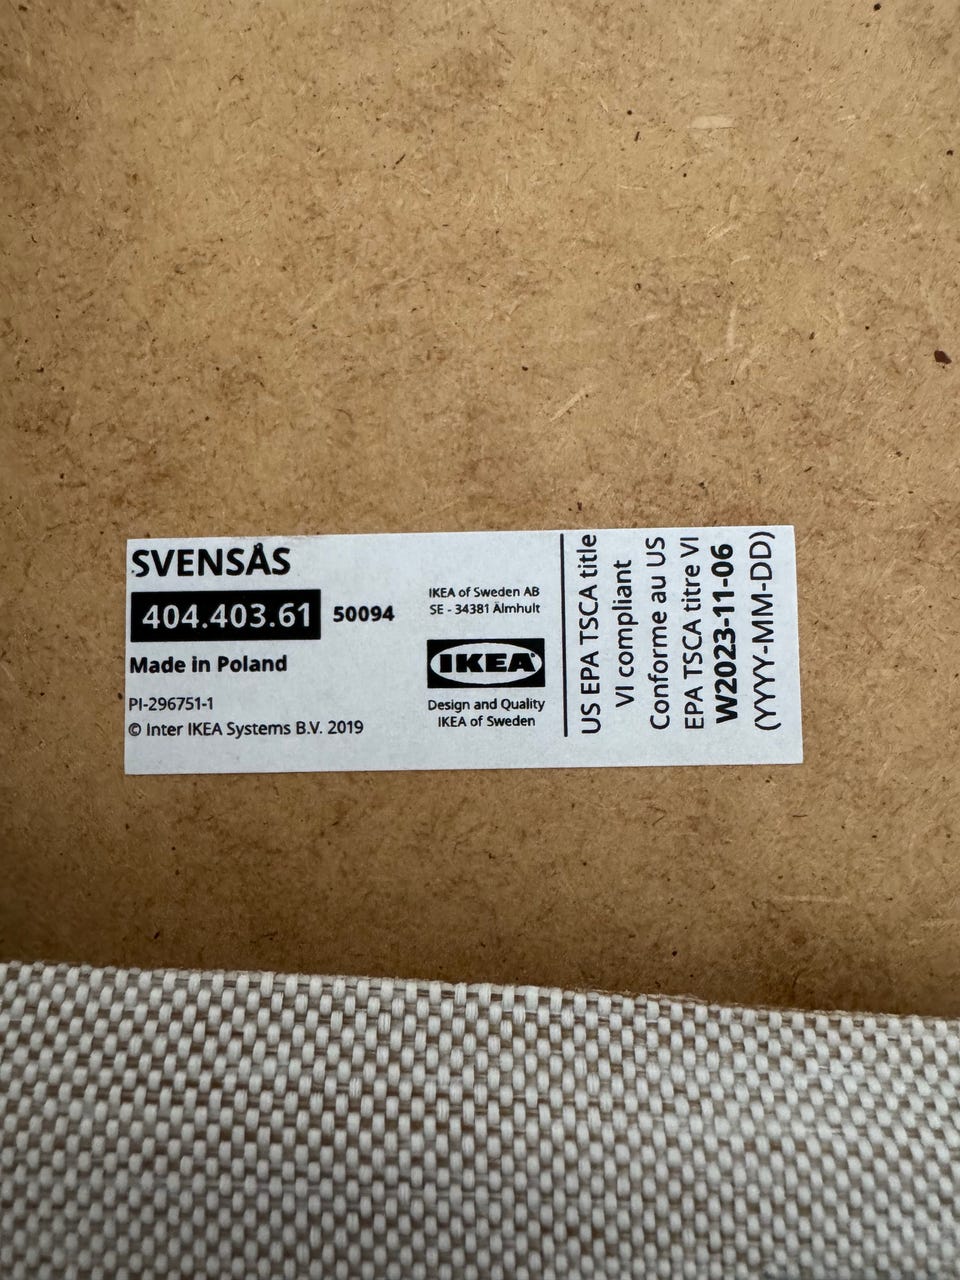 SVENSÅS
404.403.61 50094
Made in Poland
PI-296751-1
© Inter IKEA Systems B.V. 2019
IKEA of Sweden AB
SE - 34381 Älmhult
IKEA
Design and Quality
IKEA of Sweden
US EPA TSCA title
VI compliant
Conforme au US
EPA TSCA titre VI
W2023-11-06
(YYYY-MM-DD)